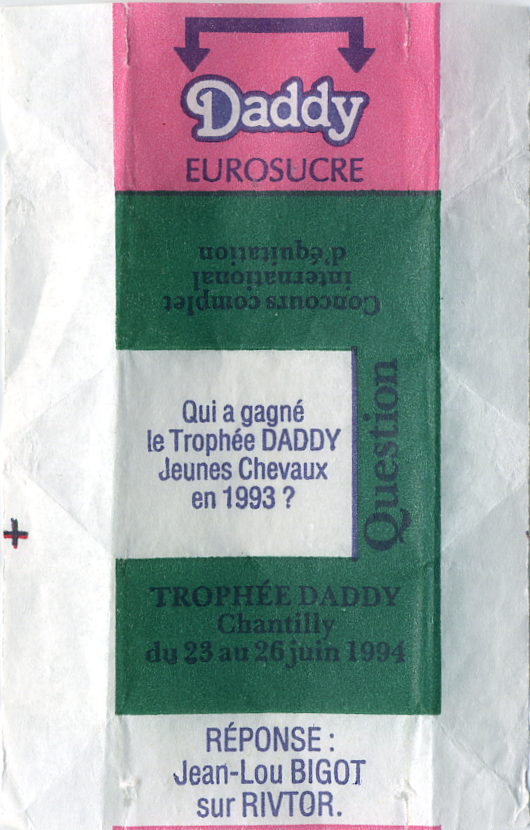 Daddy
EUROSUCRE
Concours complet
international
d'équitation
Qui a gagné
le Trophée DADDY
Jeunes Chevaux
en 1993 ?
Question
TROPHÉE DADDY
Chantilly
du 23 au 26 juin 1994
RÉPONSE :
Jean-Lou BIGOT
sur RIVTOR.